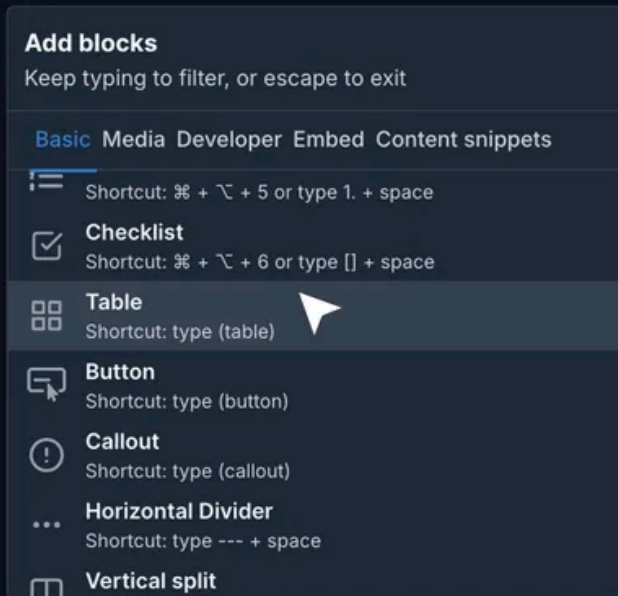 Add blocks
Keep typing to filter, or escape to exit
Basic Media Developer Embed Content snippets
Shortcut: ⌘ + ⌥ + 5 or type 1. + space
Checklist
Shortcut: ⌘ + ⌥ + 6 or type [] + space
Table
Shortcut: type (table)
Button
Shortcut: type (button)
Callout
Shortcut: type (callout)
Horizontal Divider
Shortcut: type --- + space
Vertical split